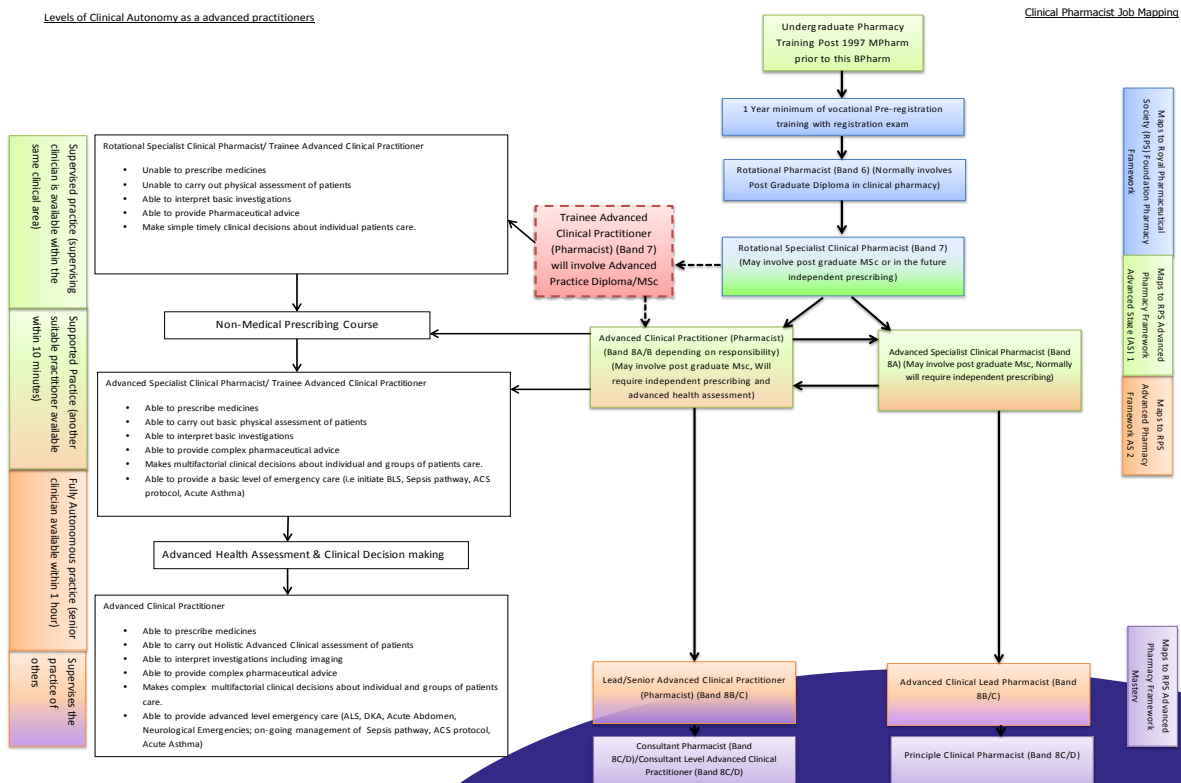 Levels of Clinical Autonomy as a advanced practitioners
Clinical Pharmacist Job Mapping
Undergraduate Pharmacy
Training Post 1997 MPharm
prior to this BPharm
1 Year minimum of vocational Pre-registration
training with registration exam
Rotational Pharmacist (Band 6) (Normally involves
Post Graduate Diploma in clinical pharmacy)
Rotational Specialist Clinical Pharmacist (Band 7)
(May involve post graduate MSc or in the future
independent prescribing)
Trainee Advanced
Clinical Practitioner
(Pharmacist) (Band 7)
will involve Advanced
Practice Diploma/MSc
Advanced Clinical Practitioner (Pharmacist)
(Band 8A/B depending on responsibility)
(May involve post graduate Msc, Will
require independent prescribing and
advanced health assessment)
Advanced Specialist Clinical Pharmacist (Band
8A) (May involve post graduate Msc, Normally
will require independent prescribing)
Lead/Senior Advanced Clinical Practitioner
(Pharmacist) (Band 8B/C)
Advanced Clinical Lead Pharmacist (Band
8B/C)
Consultant Pharmacist (Band
8C/D)/Consultant Level Advanced Clinical
Practitioner (Band 8C/D)
Principle Clinical Pharmacist (Band 8C/D)
Supervised practice (supervising
clinician is available within the
same clinical area)
Supported Practice (another
suitable practitioner available
within 10 minutes)
Fully Autonomous practice (senior
clinician available within 1 hour)
Supervises the
practice of
others
Rotational Specialist Clinical Pharmacist/ Trainee Advanced Clinical Practitioner
• Unable to prescribe medicines
• Unable to carry out physical assessment of patients
• Able to interpret basic investigations
• Able to provide Pharmaceutical advice
• Make simple timely clinical decisions about individual patients care.
Non-Medical Prescribing Course
Advanced Specialist Clinical Pharmacist/ Trainee Advanced Clinical Practitioner
• Able to prescribe medicines
• Able to carry out basic physical assessment of patients
• Able to interpret basic investigations
• Able to provide complex pharmaceutical advice
• Makes multifactorial clinical decisions about individual and groups of patients care.
• Able to provide a basic level of emergency care (i.e initiate BLS, Sepsis pathway, ACS
protocol, Acute Asthma)
Advanced Health Assessment & Clinical Decision making
Advanced Clinical Practitioner
• Able to prescribe medicines
• Able to carry out Holistic Advanced Clinical assessment of patients
• Able to interpret investigations including imaging
• Able to provide complex pharmaceutical advice
• Makes complex multifactorial clinical decisions about individual and groups of patients
care.
• Able to provide advanced level emergency care (ALS, DKA, Acute Abdomen,
Neurological Emergencies; on-going management of Sepsis pathway, ACS protocol,
Acute Asthma)
Maps to Royal Pharmaceutical
Society (RPS) Foundation Pharmacy
Framework
Maps to RPS Advanced
Pharmacy Framework
Advanced Stage (AS) 1
Maps to RPS
Advanced Pharmacy
Framework AS 2
Maps to RPS Advanced
Pharmacy Framework
Mastery